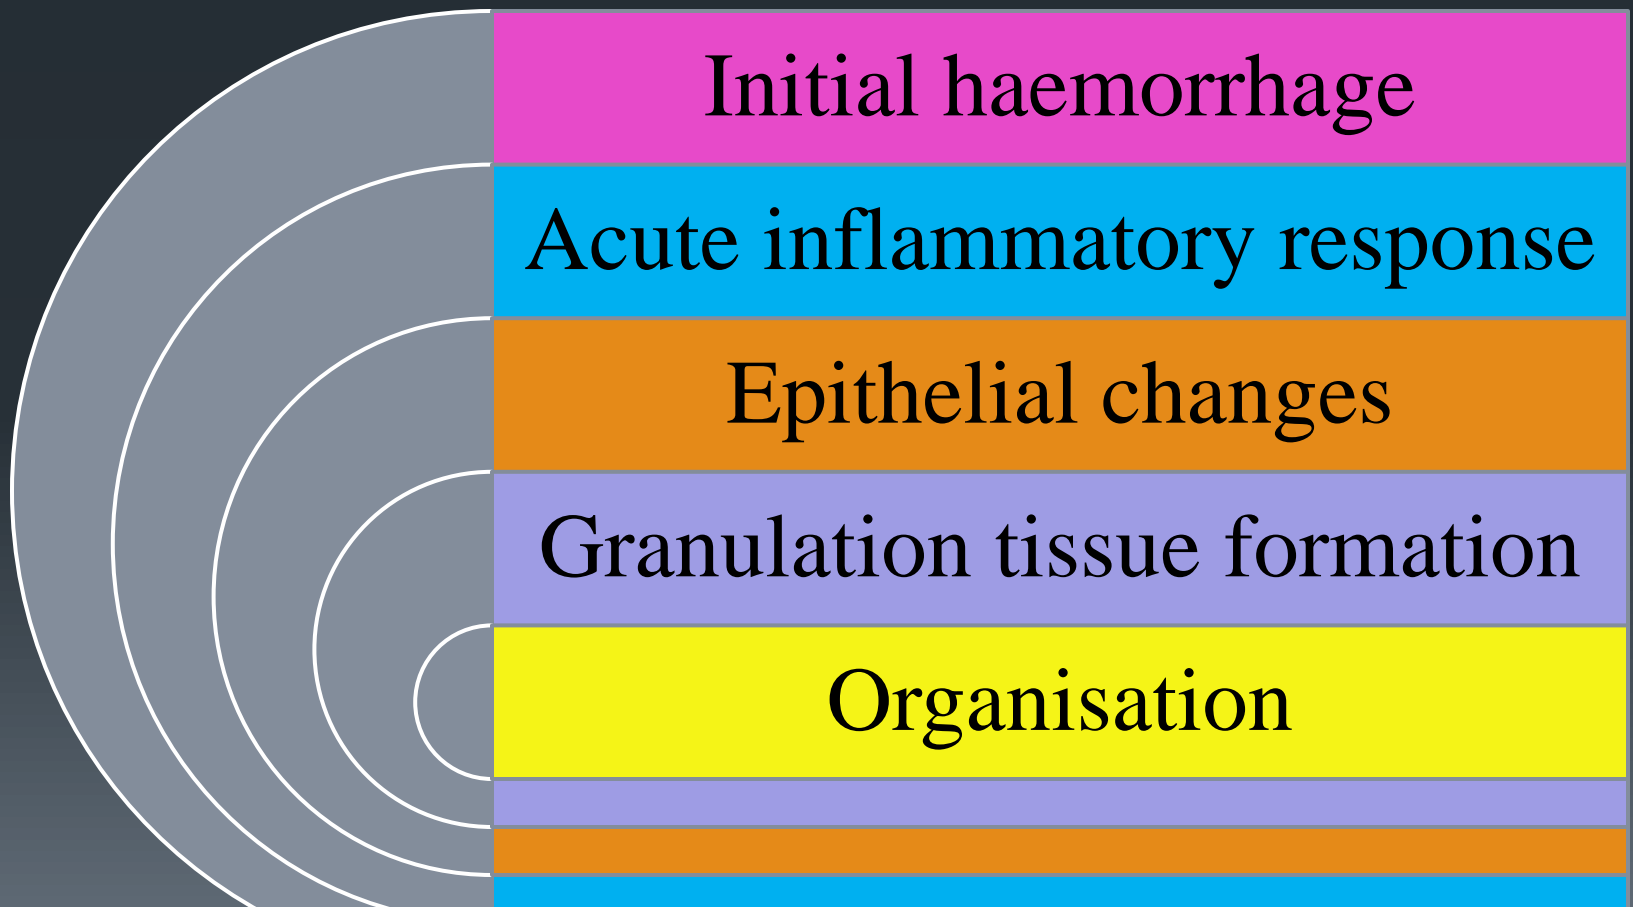 Initial haemorrhage
Acute inflammatory response
Epithelial changes
Granulation tissue formation
Organisation